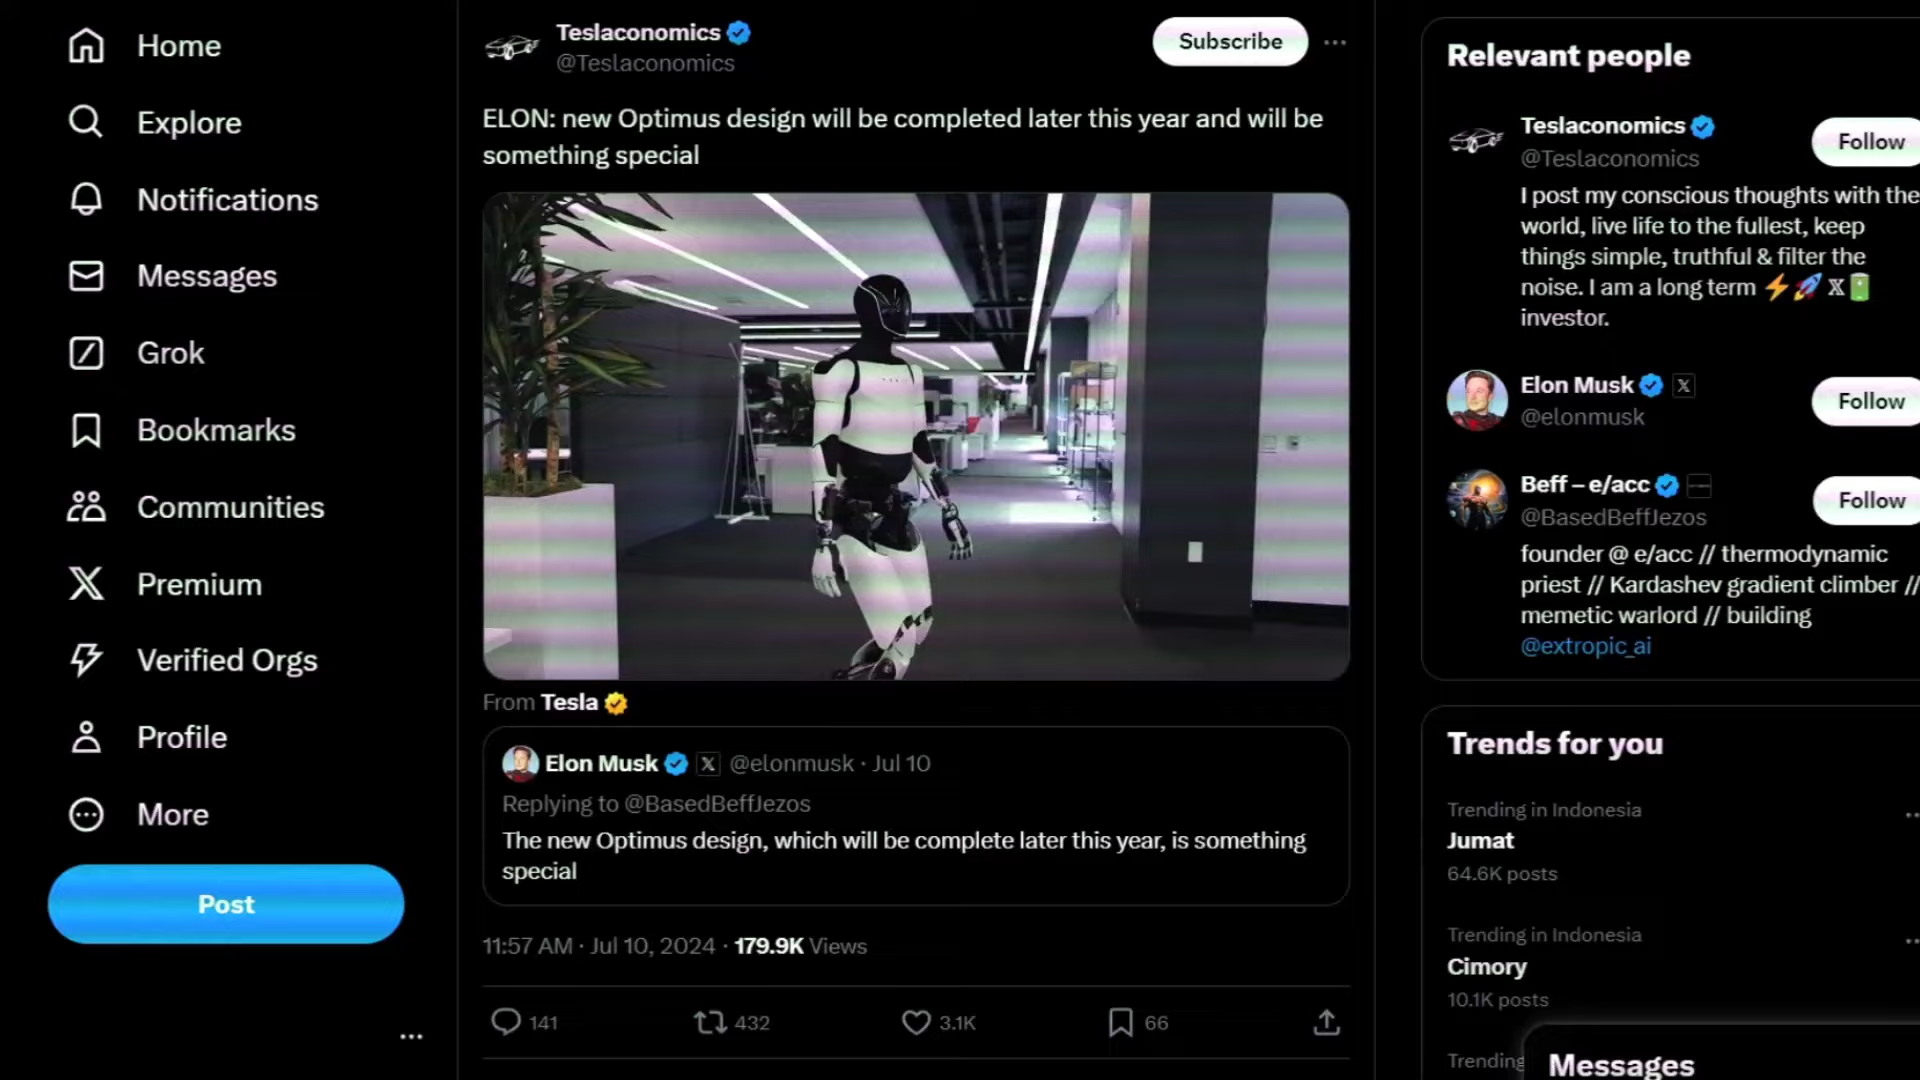 Home
Explore
Notifications
Messages
Grok
Bookmarks
Communities
Premium
Verified Orgs
Profile
More
Post
Teslaconomics
@Teslaconomics
Subscribe
ELON: new Optimus design will be completed later this year and will be
something special
From Tesla
Elon Musk @elonmusk · Jul 10
Replying to @BasedBeffJezos
The new Optimus design, which will be complete later this year, is something
special
11:57 AM · Jul 10, 2024 · 179.9K Views
141
432
3.1K
66
Relevant people
Teslaconomics
@Teslaconomics
Follow
I post my conscious thoughts with the
world, live life to the fullest, keep
things simple, truthful & filter the
noise. I am a long term ⚡🚀 𝕏🔋
investor.
Elon Musk
@elonmusk
Follow
Beff – e/acc
@BasedBeffJezos
Follow
founder @ e/acc // thermodynamic
priest // Kardashev gradient climber //
memetic warlord // building
@extropic_ai
Trends for you
Trending in Indonesia
Jumat
64.6K posts
Trending in Indonesia
Cimory
10.1K posts
Trending
Messages